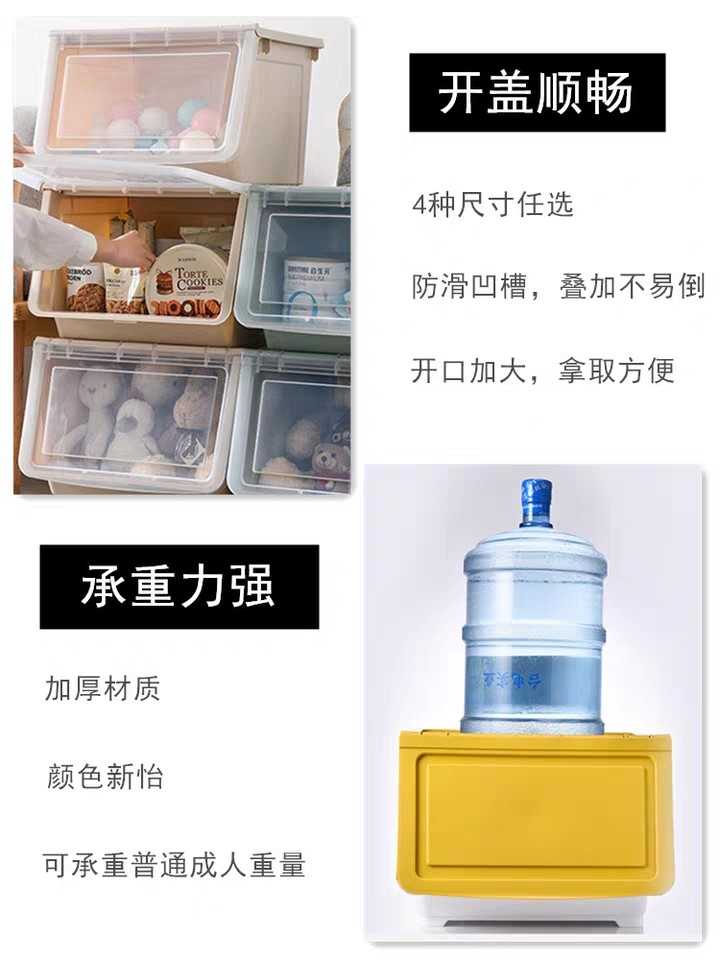 开盖顺畅
4种尺寸任选
防滑凹槽，叠加不易倒
开口加大，拿取方便
TORTE
COOKIES
承重力强
加厚材质
颜色新怡
可承重普通成人重量